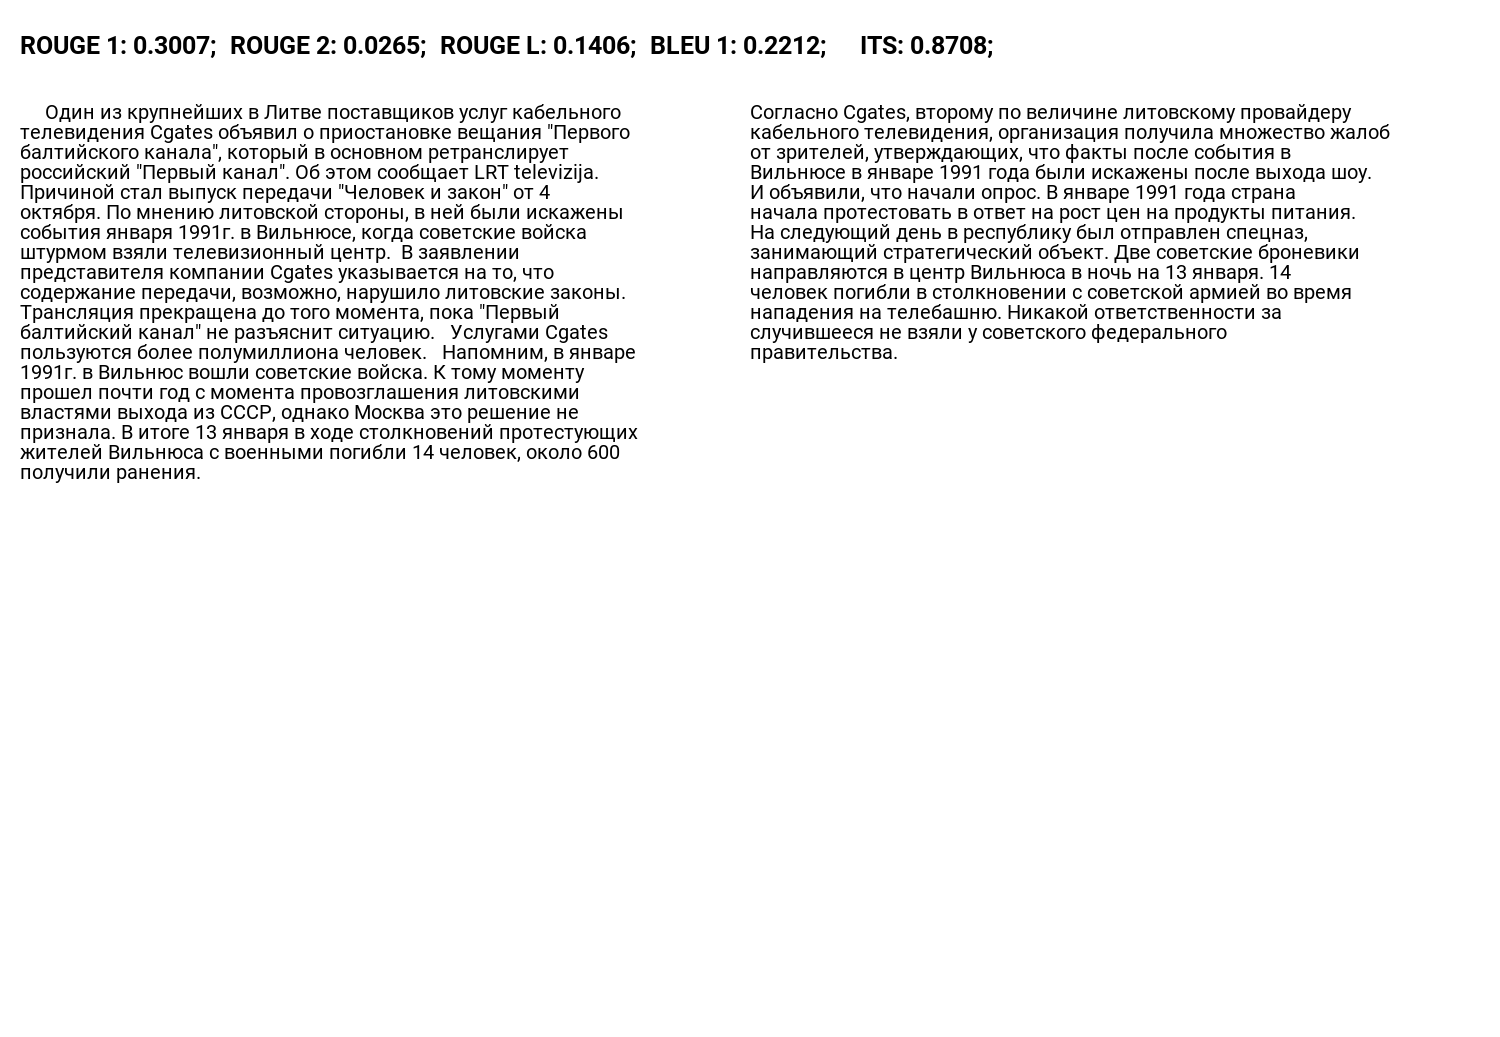 ROUGE 1: 0.3007;  ROUGE 2: 0.0265;  ROUGE L: 0.1406;  BLEU 1: 0.2212;  ITS: 0.8708;
Один из крупнейших в Литве поставщиков услуг кабельного
телевидения Cgates объявил о приостановке вещания "Первого
балтийского канала", который в основном ретранслирует
российский "Первый канал". Об этом сообщает LRT televizija.
Причиной стал выпуск передачи "Человек и закон" от 4
октября. По мнению литовской стороны, в ней были искажены
события января 1991г. в Вильнюсе, когда советские войска
штурмом взяли телевизионный центр.  В заявлении
представителя компании Cgates указывается на то, что
содержание передачи, возможно, нарушило литовские законы.
Трансляция прекращена до того момента, пока "Первый
балтийский канал" не разъяснит ситуацию.   Услугами Cgates
пользуются более полумиллиона человек.   Напомним, в январе
1991г. в Вильнюс вошли советские войска. К тому моменту
прошел почти год с момента провозглашения литовскими
властями выхода из СССР, однако Москва это решение не
признала. В итоге 13 января в ходе столкновений протестующих
жителей Вильнюса с военными погибли 14 человек, около 600
получили ранения.
Согласно Cgates, второму по величине литовскому провайдеру
кабельного телевидения, организация получила множество жалоб
от зрителей, утверждающих, что факты после события в
Вильнюсе в январе 1991 года были искажены после выхода шоу.
И объявили, что начали опрос. В январе 1991 года страна
начала протестовать в ответ на рост цен на продукты питания.
На следующий день в республику был отправлен спецназ,
занимающий стратегический объект. Две советские броневики
направляются в центр Вильнюса в ночь на 13 января. 14
человек погибли в столкновении с советской армией во время
нападения на телебашню. Никакой ответственности за
случившееся не взяли у советского федерального
правительства.